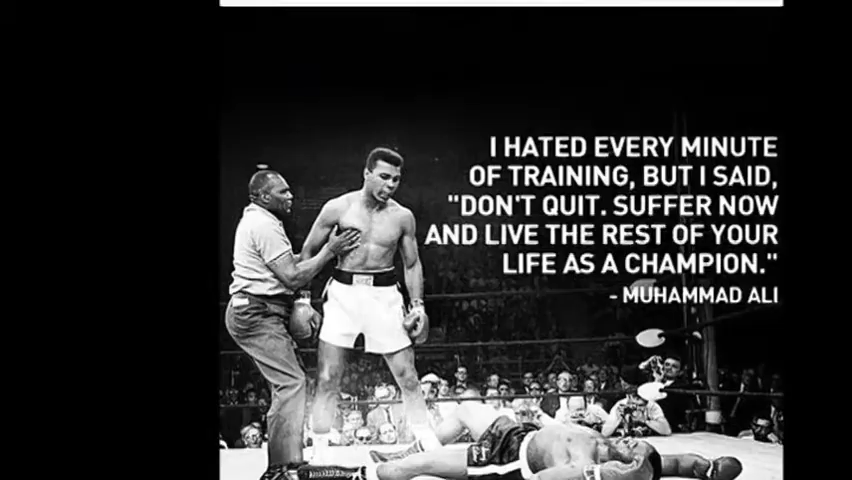 I HATED EVERY MINUTE
OF TRAINING, BUT I SAID,
"DON'T QUIT. SUFFER NOW
AND LIVE THE REST OF YOUR
LIFE AS A CHAMPION."
- MUHAMMAD ALI